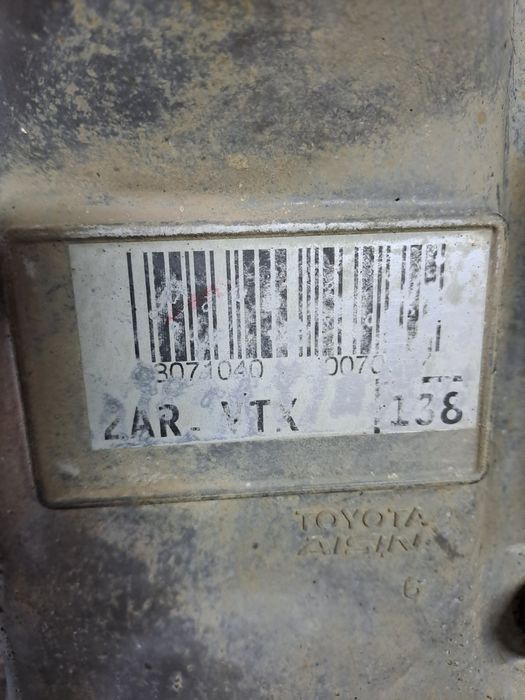 3071040 0070
2AR- VTX 138
TOYOTA
AISIN
6